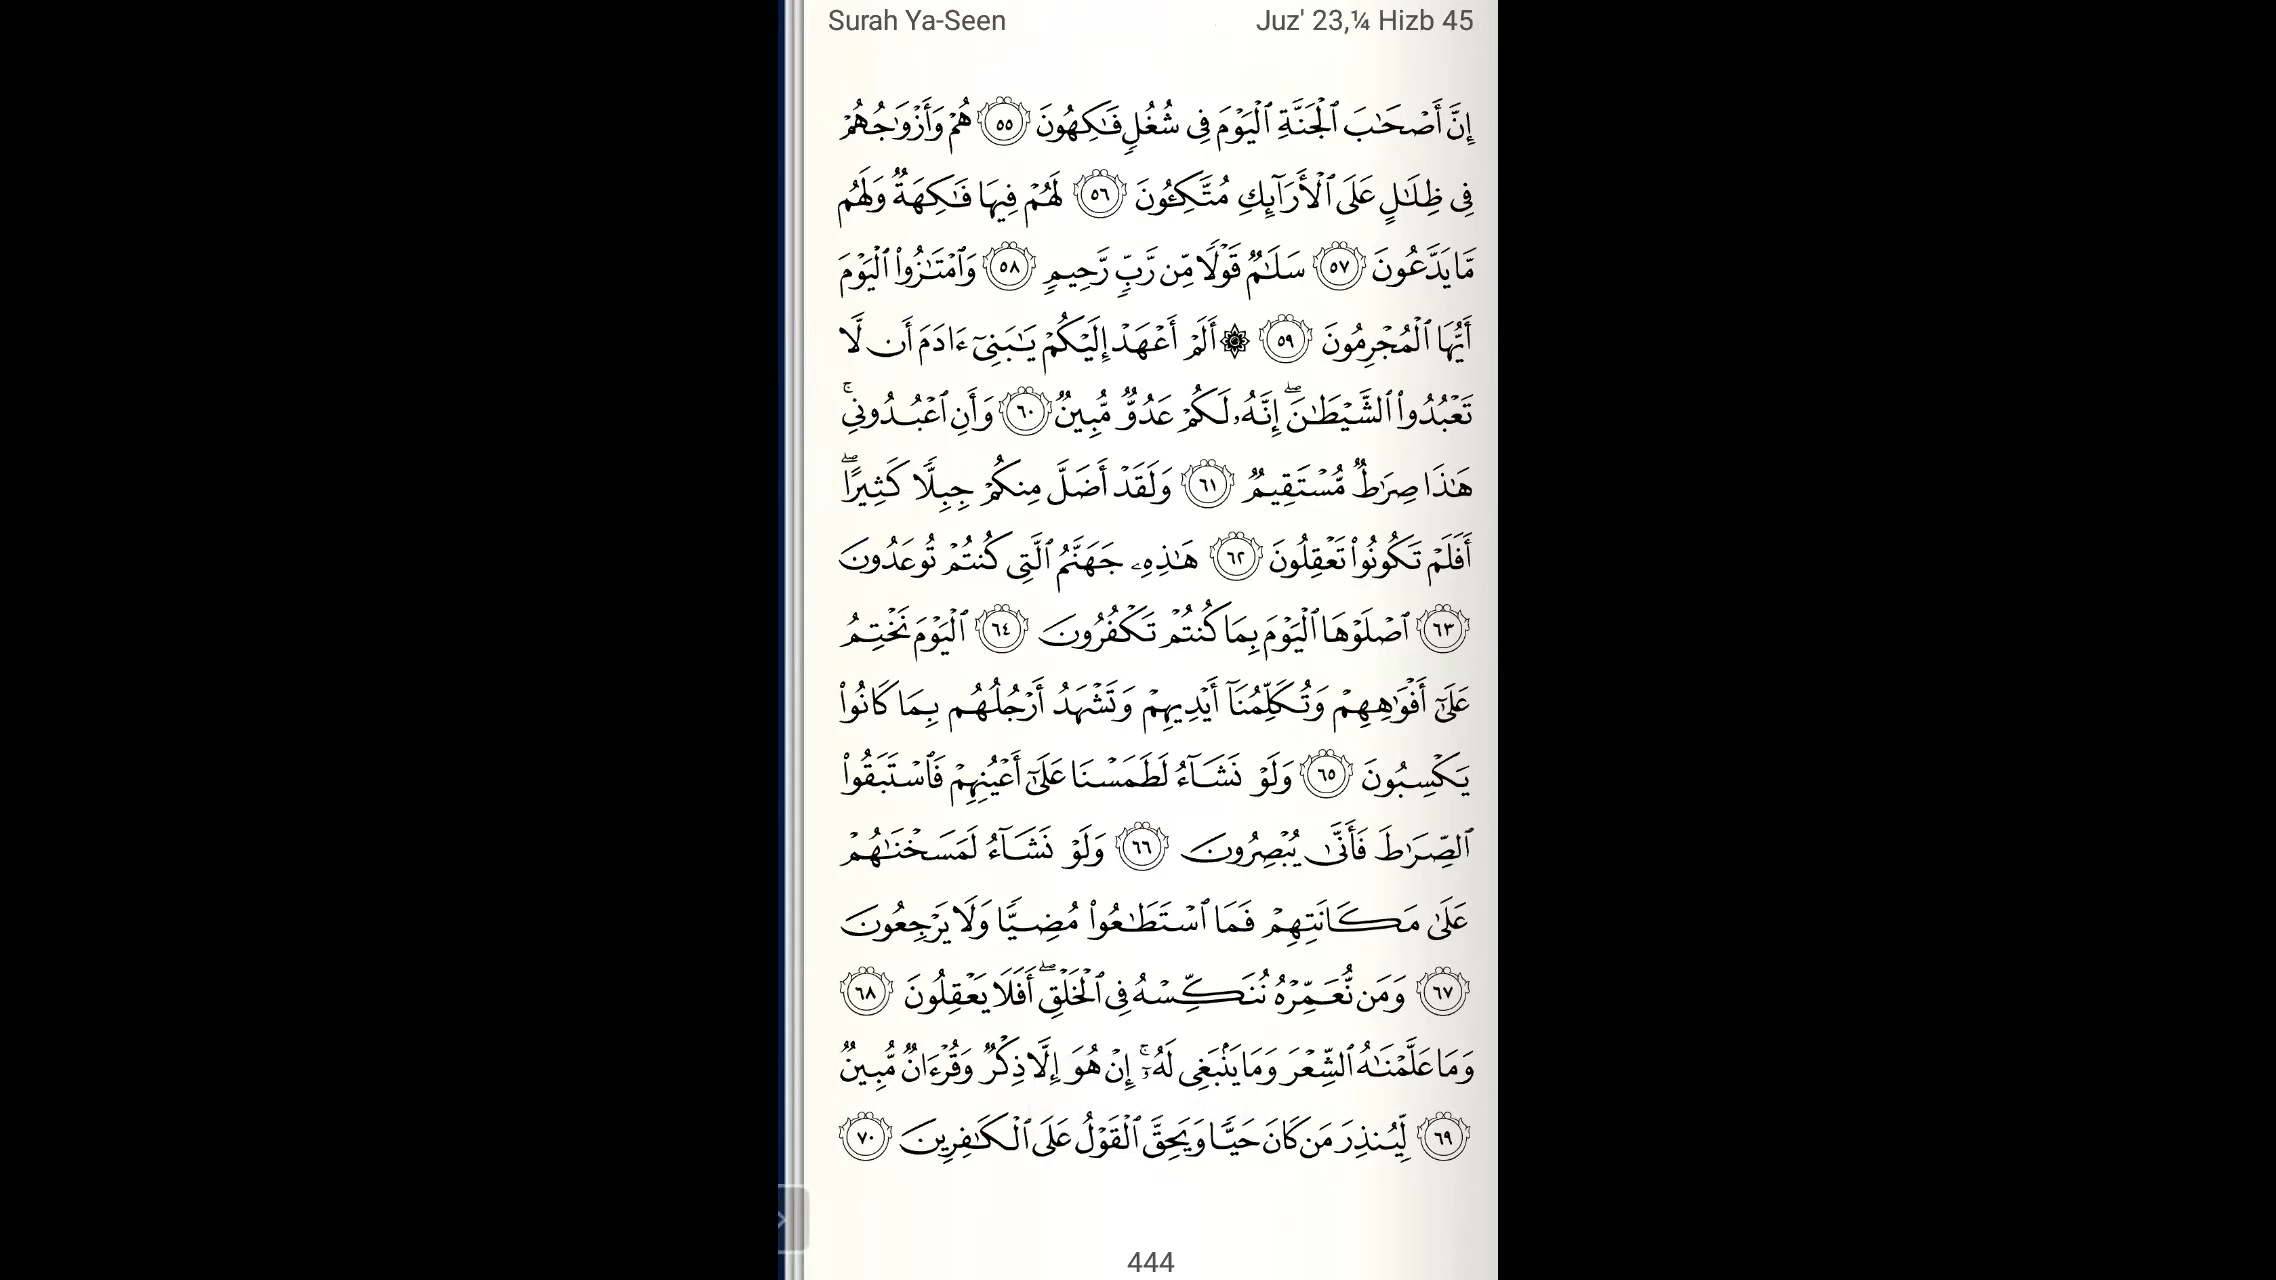 Surah Ya-Seen Juz' 23,¼ Hizb 45
إِنَّ أَصْحَٰبَ ٱلْجَنَّةِ ٱلْيَوْمَ فِى شُغُلٍ فَٰكِهُونَ ٥٥ هُمْ وَأَزْوَٰجُهُمْ
فِى ظِلَٰلٍ عَلَى ٱلْأَرَآئِكِ مُتَّكِـُٔونَ ٥٦ لَهُمْ فِيهَا فَٰكِهَةٌ وَلَهُم
مَّا يَدَّعُونَ ٥٧ سَلَٰمٌ قَوْلًا مِّن رَّبٍّ رَّحِيمٍ ٥٨ وَٱمْتَٰزُوا۟ ٱلْيَوْمَ
أَيُّهَا ٱلْمُجْرِمُونَ ٥٩ ۞ أَلَمْ أَعْهَدْ إِلَيْكُمْ يَٰبَنِىٓ ءَادَمَ أَن لَّا
تَعْبُدُوا۟ ٱلشَّيْطَٰنَ ۖ إِنَّهُۥ لَكُمْ عَدُوٌّ مُّبِينٌ ٦٠ وَأَنِ ٱعْبُدُونِى ۚ
هَٰذَا صِرَٰطٌ مُّسْتَقِيمٌ ٦١ وَلَقَدْ أَضَلَّ مِنكُمْ جِبِلًّا كَثِيرًا ۖ
أَفَلَمْ تَكُونُوا۟ تَعْقِلُونَ ٦٢ هَٰذِهِۦ جَهَنَّمُ ٱلَّتِى كُنتُمْ تُوعَدُونَ
٦٣ ٱصْلَوْهَا ٱلْيَوْمَ بِمَا كُنتُمْ تَكْفُرُونَ ٦٤ ٱلْيَوْمَ نَخْتِمُ
عَلَىٰٓ أَفْوَٰهِهِمْ وَتُكَلِّمُنَآ أَيْدِيهِمْ وَتَشْهَدُ أَرْجُلُهُم بِمَا كَانُوا۟
يَكْسِبُونَ ٦٥ وَلَوْ نَشَآءُ لَطَمَسْنَا عَلَىٰٓ أَعْيُنِهِمْ فَٱسْتَبَقُوا۟
ٱلصِّرَٰطَ فَأَنَّىٰ يُبْصِرُونَ ٦٦ وَلَوْ نَشَآءُ لَمَسَخْنَٰهُمْ
عَلَىٰ مَكَانَتِهِمْ فَمَا ٱسْتَطَٰعُوا۟ مُضِيًّا وَلَا يَرْجِعُونَ
٦٧ وَمَن نُّعَمِّرْهُ نُنَكِّسْهُ فِى ٱلْخَلْقِ ۖ أَفَلَا يَعْقِلُونَ ٦٨
وَمَا عَلَّمْنَٰهُ ٱلشِّعْرَ وَمَا يَنۢبَغِى لَهُۥٓ ۚ إِنْ هُوَ إِلَّا ذِكْرٌ وَقُرْءَانٌ مُّبِينٌ
٦٩ لِّيُنذِرَ مَن كَانَ حَيًّا وَيَحِقَّ ٱلْقَوْلُ عَلَى ٱلْكَٰفِرِينَ ٧٠
444